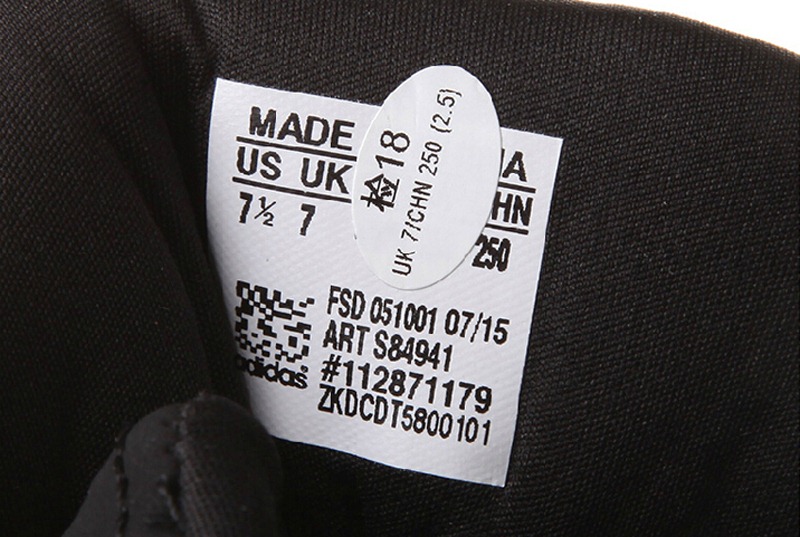 MADE
A
US UK HN
7½ 7 250
检18
UK 7/CHN 250 (2.5)
FSD 051001 07/15
ART S84941
#112871179
ZKDCDT5800101
adidas